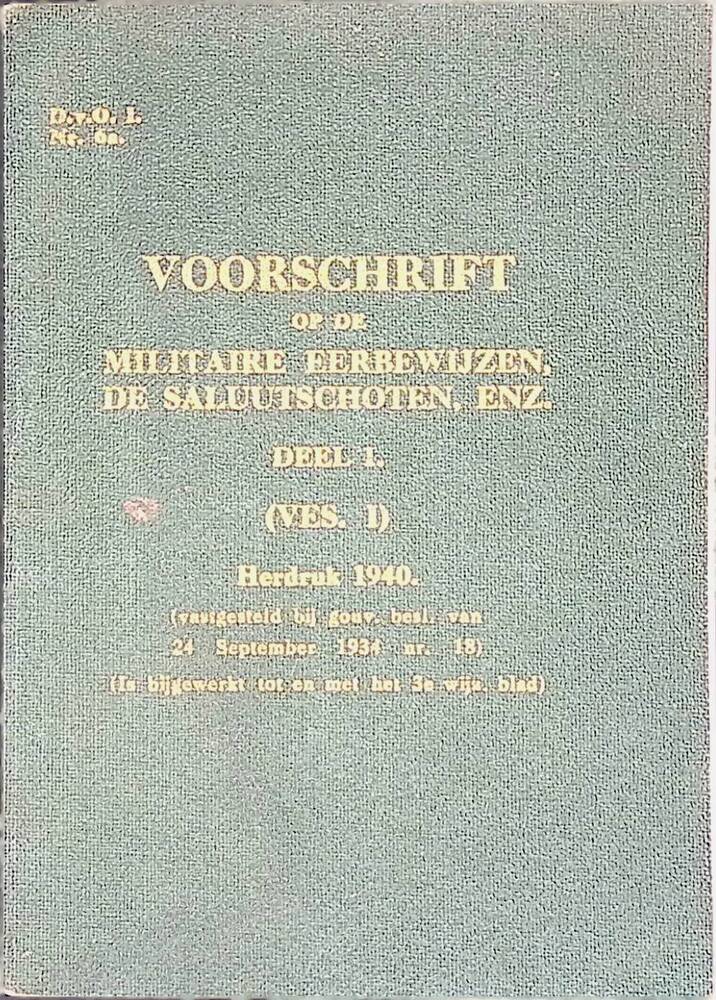 D.v.O. I.
Nr. 6a.
VOORSCHRIFT
OP DE
MILITAIRE EERBEWIJZEN,
DE SALUUTSCHOTEN, ENZ.
DEEL I.
(VES. I)
Herdruk 1940.
(vastgesteld bij gouv. besl. van
24 September 1934 nr. 18)
(Is bijgewerkt tot en met het 3e wijz. blad)